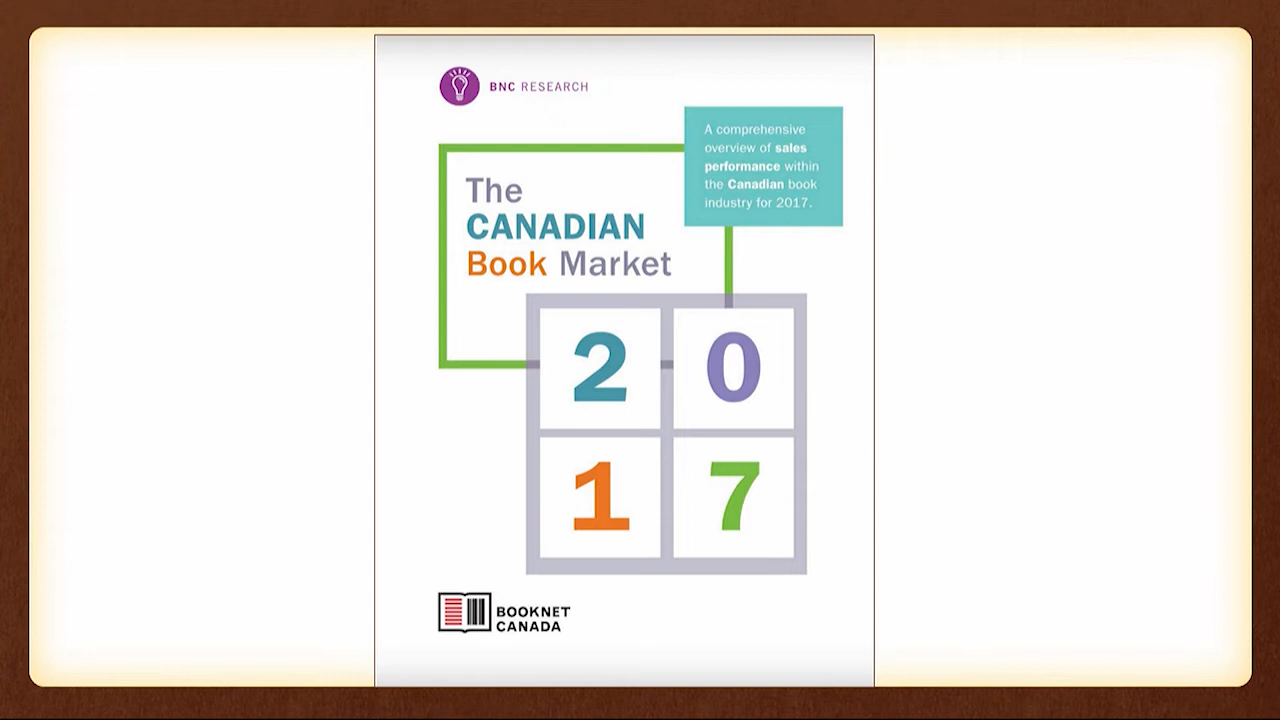 BNC RESEARCH
A comprehensive
overview of sales
performance within
the Canadian book
industry for 2017.
The
CANADIAN
Book Market
2 0
1 7
BOOKNET
CANADA